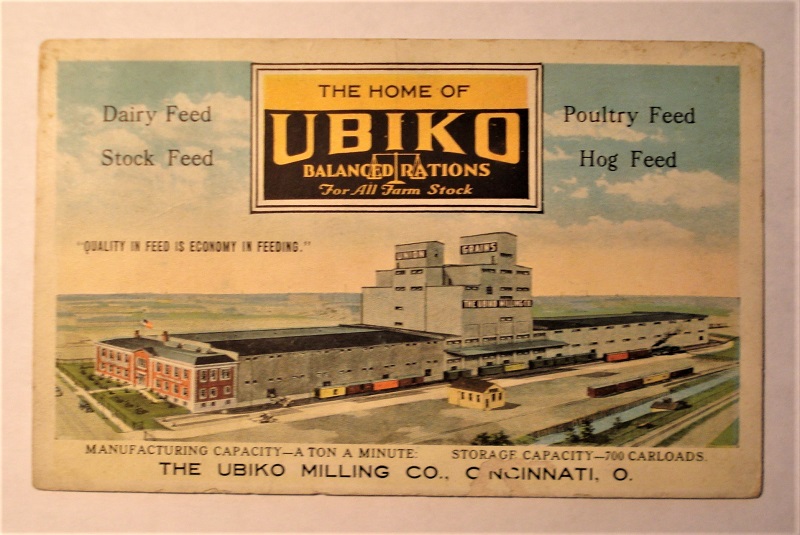 THE HOME OF
UBIKO
BALANCED RATIONS
For All Farm Stock
Dairy Feed
Stock Feed
Poultry Feed
Hog Feed
"QUALITY IN FEED IS ECONOMY IN FEEDING."
UNION GRAINS
THE UBIKO MILLING CO.
MANUFACTURING CAPACITY—A TON A MINUTE: STORAGE CAPACITY—700 CARLOADS.
THE UBIKO MILLING CO., C NCINNATI, O.